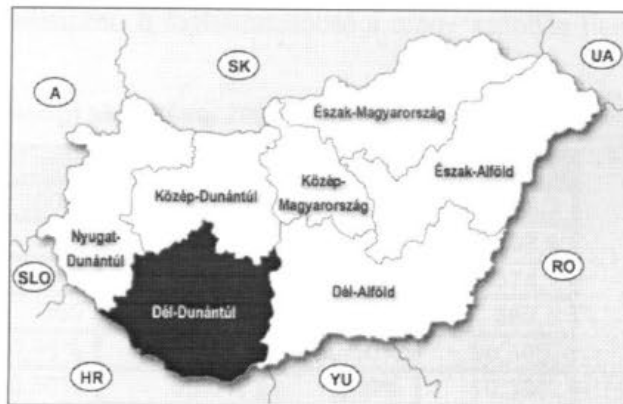 SK
UA
A
Észak-Magyarország
Észak-Alföld
Közép-Dunántúl
Közép-
Magyarország
Nyugat-
Dunántúl
SLO
RO
Dél-Dunántúl
Dél-Alföld
HR
YU